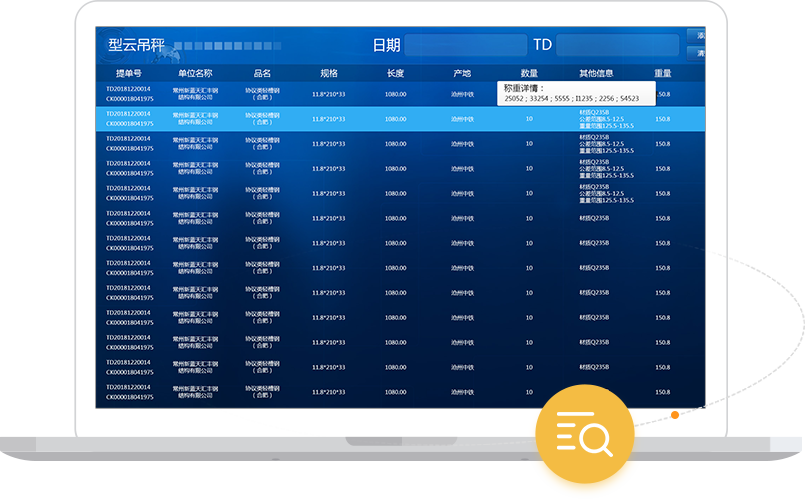 型云吊秤
日期
TD
添
清
提单号 单位名称 品名 规格 长度 产地 数量 其他信息 重量
TD20181220014
CK000018041975
常州新蓝天汇丰钢
结构有限公司
协议类轻槽钢
(合肥)
11.8*210*33 1080.00 沧州中铁
称重详情：
25052；33254；5555；I1235；2256；54523
50.8
TD20181220014
CK000018041975
常州新蓝天汇丰钢
结构有限公司
协议类轻槽钢
(合肥)
11.8*210*33 1080.00 沧州中铁 10
材质Q235B
公差范围8.5-12.5
重量范围125.5-135.5
150.8
TD20181220014
CK000018041975
常州新蓝天汇丰钢
结构有限公司
协议类轻槽钢
(合肥)
11.8*210*33 1080.00 沧州中铁 10
材质Q235B
公差范围8.5-12.5
重量范围125.5-135.5
150.8
TD20181220014
CK000018041975
常州新蓝天汇丰钢
结构有限公司
协议类轻槽钢
(合肥)
11.8*210*33 1080.00 沧州中铁 10
材质Q235B
公差范围8.5-12.5
重量范围125.5-135.5
150.8
TD20181220014
CK000018041975
常州新蓝天汇丰钢
结构有限公司
协议类轻槽钢
(合肥)
11.8*210*33 1080.00 沧州中铁 10
材质Q235B
公差范围8.5-12.5
重量范围125.5-135.5
150.8
TD20181220014
CK000018041975
常州新蓝天汇丰钢
结构有限公司
协议类轻槽钢
(合肥)
11.8*210*33 1080.00 沧州中铁 10 材质Q235B 150.8
TD20181220014
CK000018041975
常州新蓝天汇丰钢
结构有限公司
协议类轻槽钢
(合肥)
11.8*210*33 1080.00 沧州中铁 10 材质Q235B 150.8
TD20181220014
CK000018041975
常州新蓝天汇丰钢
结构有限公司
协议类轻槽钢
(合肥)
11.8*210*33 1080.00 沧州中铁 10 材质Q235B 150.8
TD20181220014
CK000018041975
常州新蓝天汇丰钢
结构有限公司
协议类轻槽钢
(合肥)
11.8*210*33 1080.00 沧州中铁 10 材质Q235B 150.8
TD20181220014
CK000018041975
常州新蓝天汇丰钢
结构有限公司
协议类轻槽钢
(合肥)
11.8*210*33 1080.00 沧州中铁 10 材质Q235B 150.8
TD20181220014
CK000018041975
常州新蓝天汇丰钢
结构有限公司
协议类轻槽钢
(合肥)
11.8*210*33 1080.00 沧州中铁 10 材质Q235B 150.8
TD20181220014
CK000018041975
常州新蓝天汇丰钢
结构有限公司
协议类轻槽钢
(合肥)
11.8*210*33 1080.00 沧州中铁 10 材质Q235B 150.8
TD20181220014
CK000018041975
常州新蓝天汇丰钢
结构有限公司
协议类轻槽钢
(合肥)
11.8*210*33 1080.00 沧州中铁 10 材质Q235B 150.8